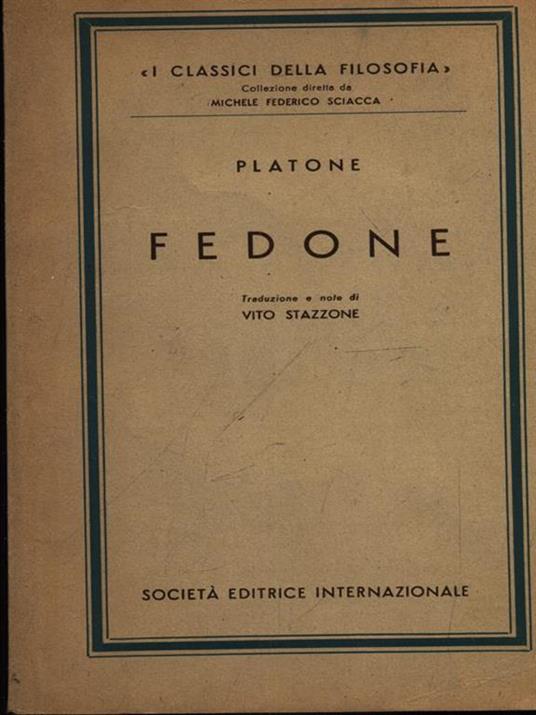 «I CLASSICI DELLA FILOSOFIA»
Collezione diretta da
MICHELE FEDERICO SCIACCA
PLATONE
FEDONE
Traduzione e note di
VITO STAZZONE
SOCIETÀ EDITRICE INTERNAZIONALE